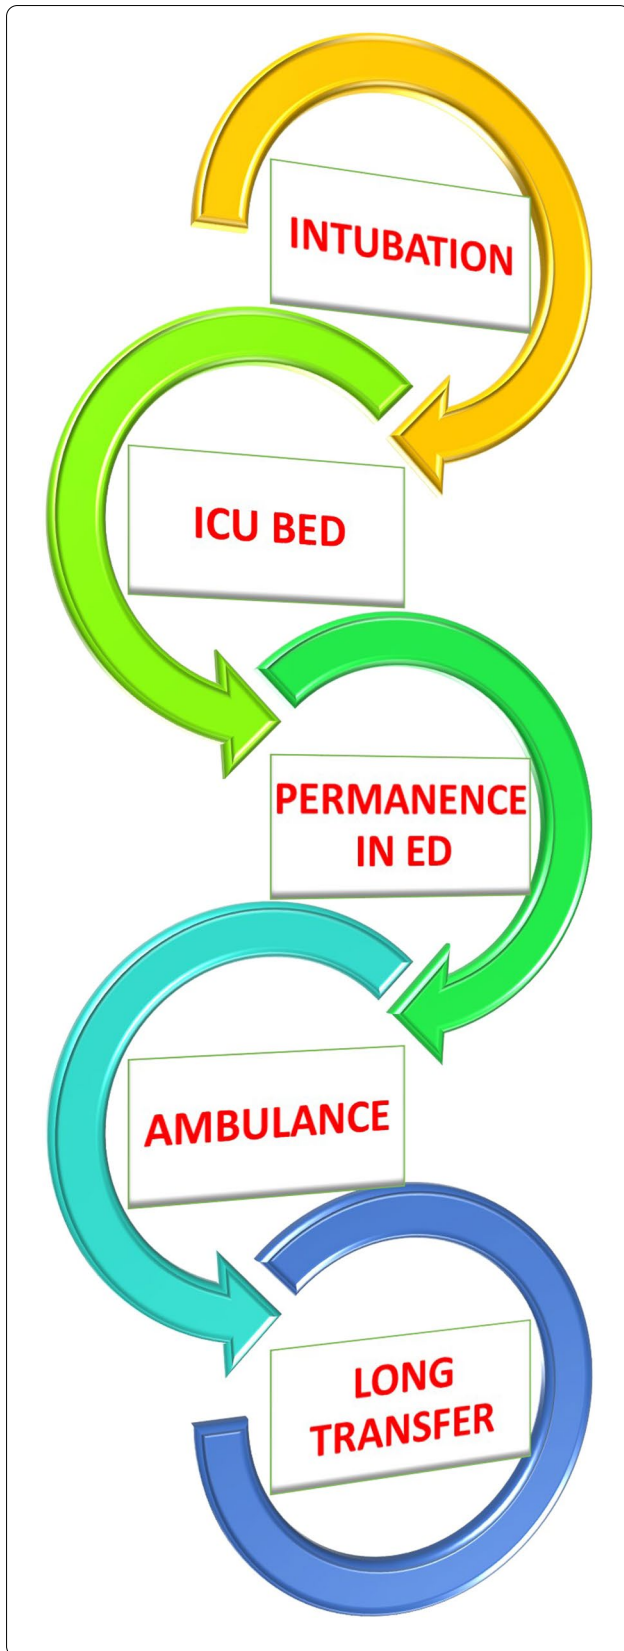 INTUBATION
ICU BED
PERMANENCE
IN ED
AMBULANCE
LONG
TRANSFER